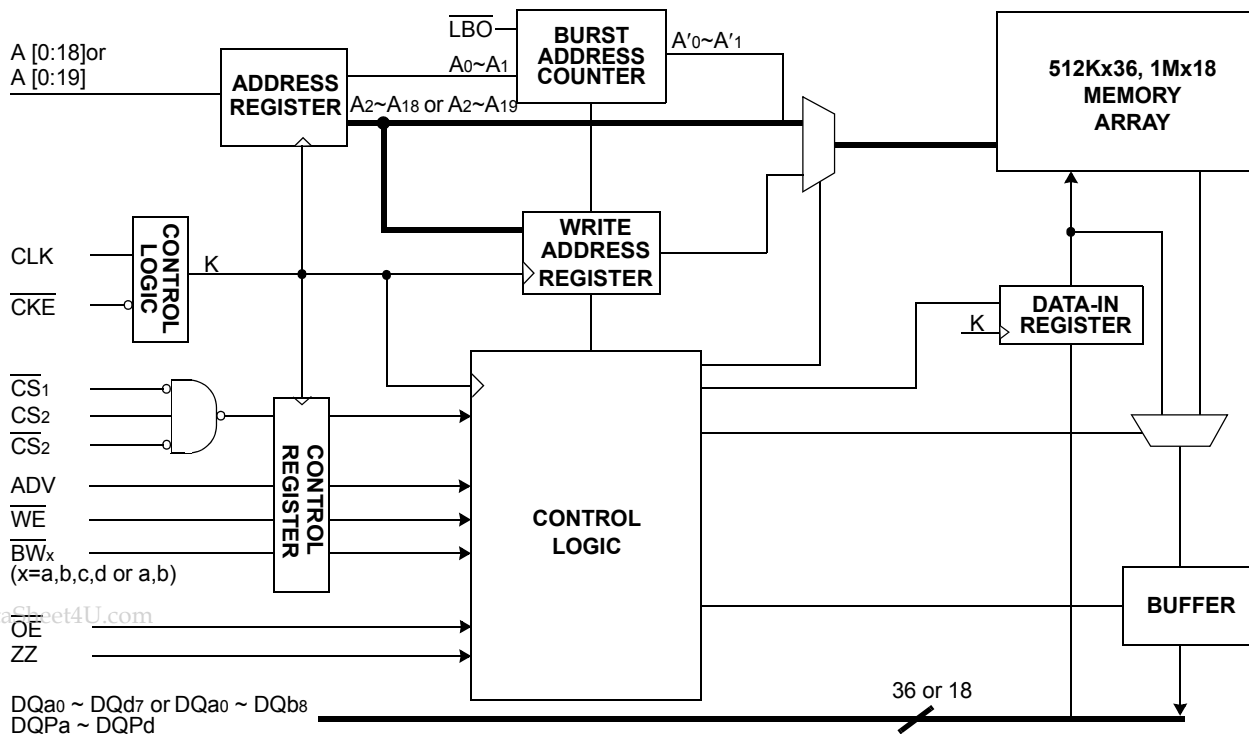 A [0:18]or
A [0:19]
ADDRESS
REGISTER
LBO
BURST
ADDRESS
COUNTER
A0~A1
A′0~A′1
A2~A18 or A2~A19
512Kx36, 1Mx18
MEMORY
ARRAY
CLK
CKE
CONTROL
LOGIC
K
WRITE
ADDRESS
REGISTER
K
DATA-IN
REGISTER
CS1
CS2
CS2
ADV
WE
BWx
(x=a,b,c,d or a,b)
CONTROL
REGISTER
CONTROL
LOGIC
BUFFER
aSheet4U.com
OE
ZZ
DQa0 ~ DQd7 or DQa0 ~ DQb8
DQPa ~ DQPd
36 or 18